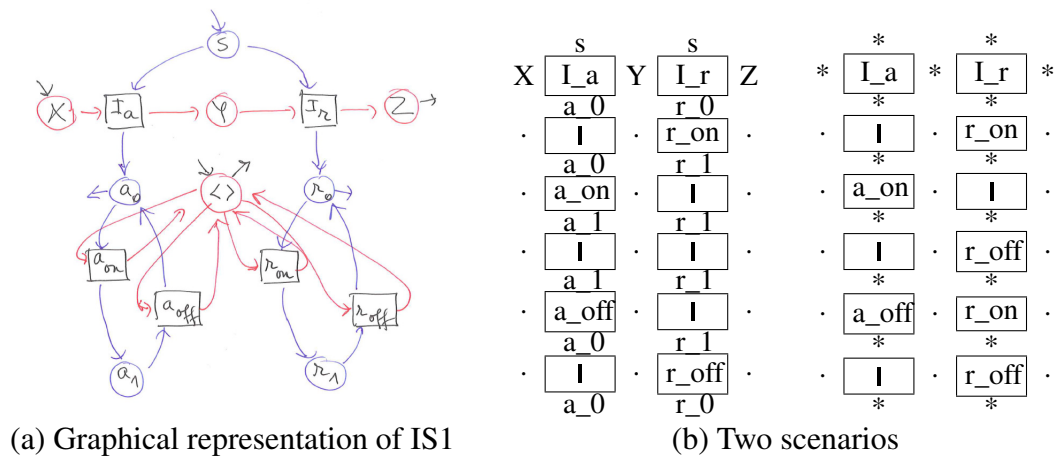 S
X I_a Y I_r Z
a_0 < > r_0
a_on r_on
a_off r_off
a_1 r_1
(a) Graphical representation of IS1
s s
X I_a Y I_r Z
a_0 r_0
· I · r_on ·
a_0 r_1
· a_on · I ·
a_1 r_1
· I · I ·
a_1 r_1
· a_off · I ·
a_0 r_1
· I · r_off ·
a_0 r_0
* *
* I_a * I_r *
* *
· I · r_on ·
* *
· a_on · I ·
* *
· I · r_off ·
* *
· a_off · r_on ·
* *
· I · r_off ·
* *
(b) Two scenarios